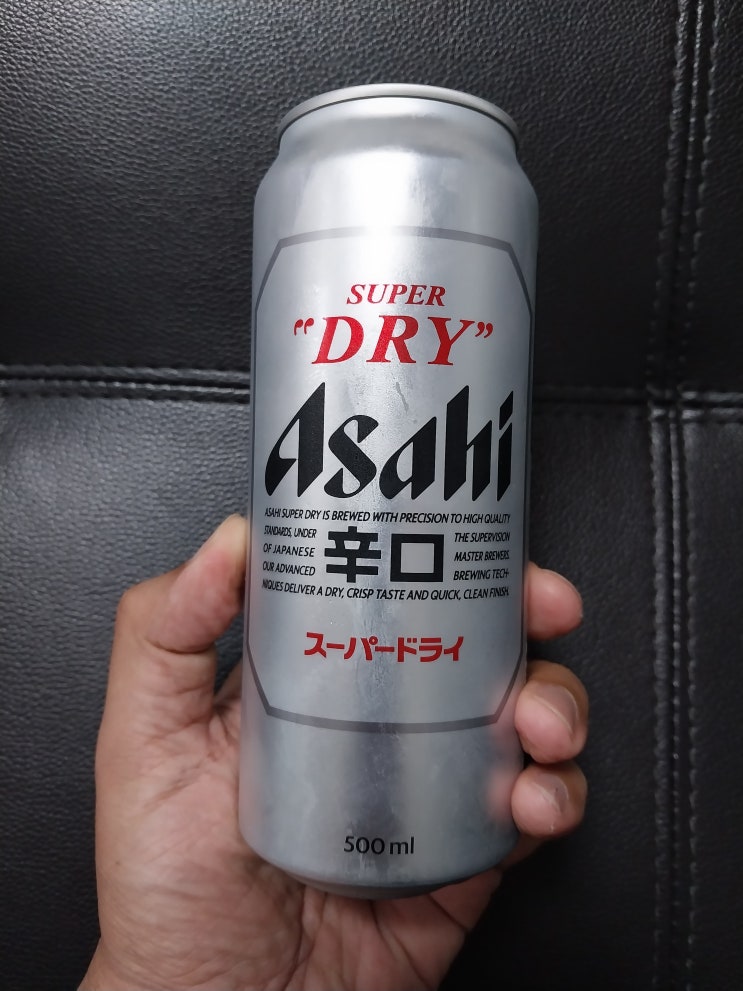 SUPER
"DRY"
Asahi
ASAHI SUPER DRY IS BREWED WITH PRECISION TO HIGH QUALITY
STANDARDS, UNDER THE SUPERVISION
OF JAPANESE MASTER BREWERS.
OUR ADVANCED BREWING TECH-
NIQUES DELIVER A DRY, CRISP TASTE AND QUICK, CLEAN FINISH.
辛口
スーパードライ
500 ml